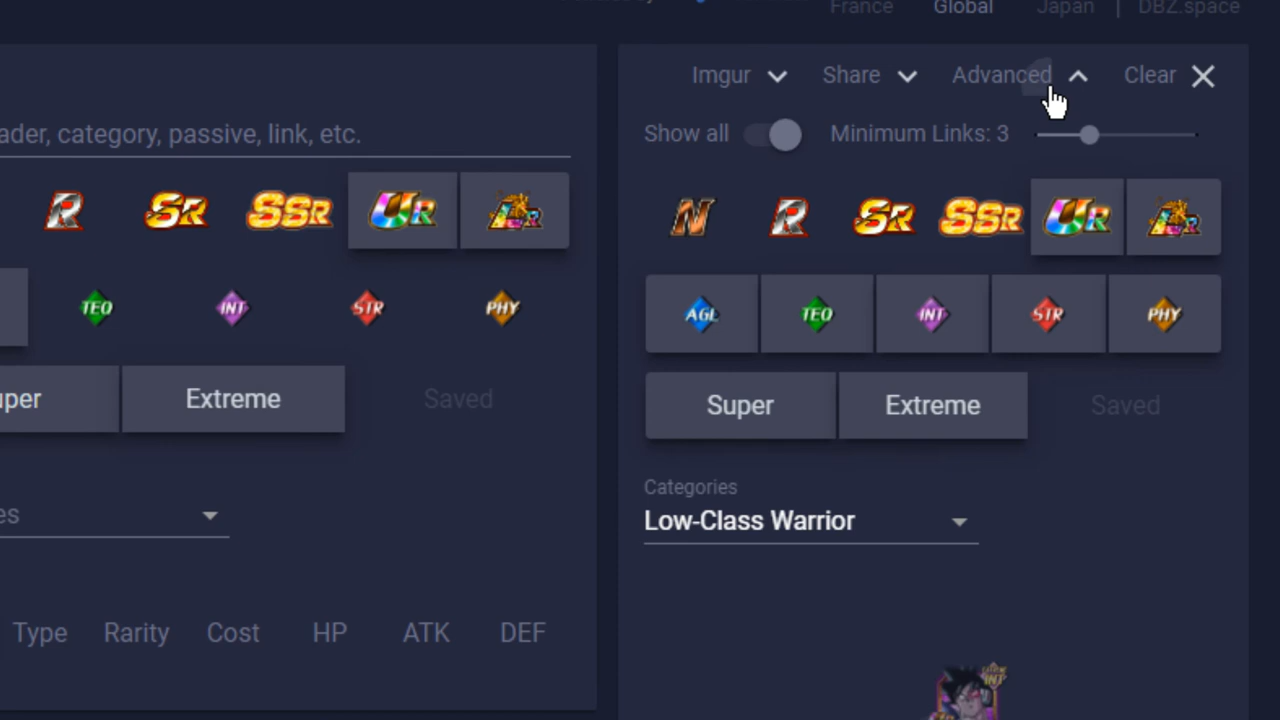 France Global Japan | DBZ.space
Imgur Share Advanced Clear
ader, category, passive, link, etc.
Show all Minimum Links: 3
R SR SSR UR LR
N R SR SSR UR LR
TEQ INT STR PHY
AGL TEQ INT STR PHY
per Extreme Saved
Super Extreme Saved
Categories
es
Low-Class Warrior
Type Rarity Cost HP ATK DEF
INT